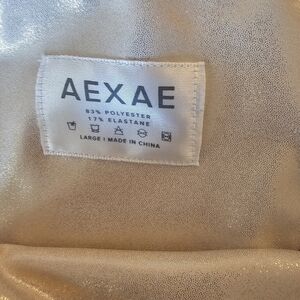 AEXAE
83% POLYESTER
17% ELASTANE
LARGE | MADE IN CHINA